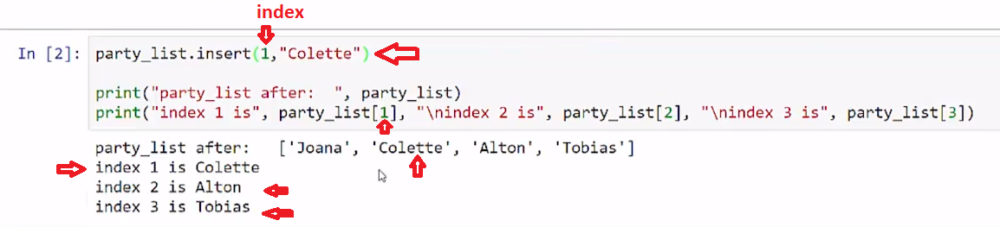 index
In [2]: party_list.insert(1,"Colette")
print("party_list after:  ", party_list)
print("index 1 is", party_list[1], "\nindex 2 is", party_list[2], "\nindex 3 is", party_list[3])
party_list after:   ['Joana', 'Colette', 'Alton', 'Tobias']
index 1 is Colette
index 2 is Alton
index 3 is Tobias